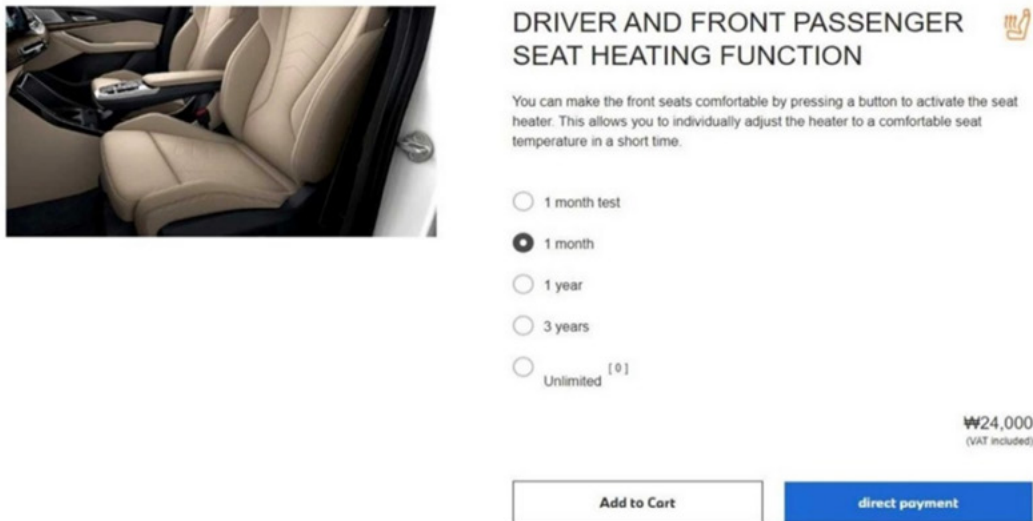 DRIVER AND FRONT PASSENGER
SEAT HEATING FUNCTION
You can make the front seats comfortable by pressing a button to activate the seat
heater. This allows you to individually adjust the heater to a comfortable seat
temperature in a short time.
1 month test
1 month
1 year
3 years
Unlimited [0]
₩24,000
(VAT included)
Add to Cart
direct payment